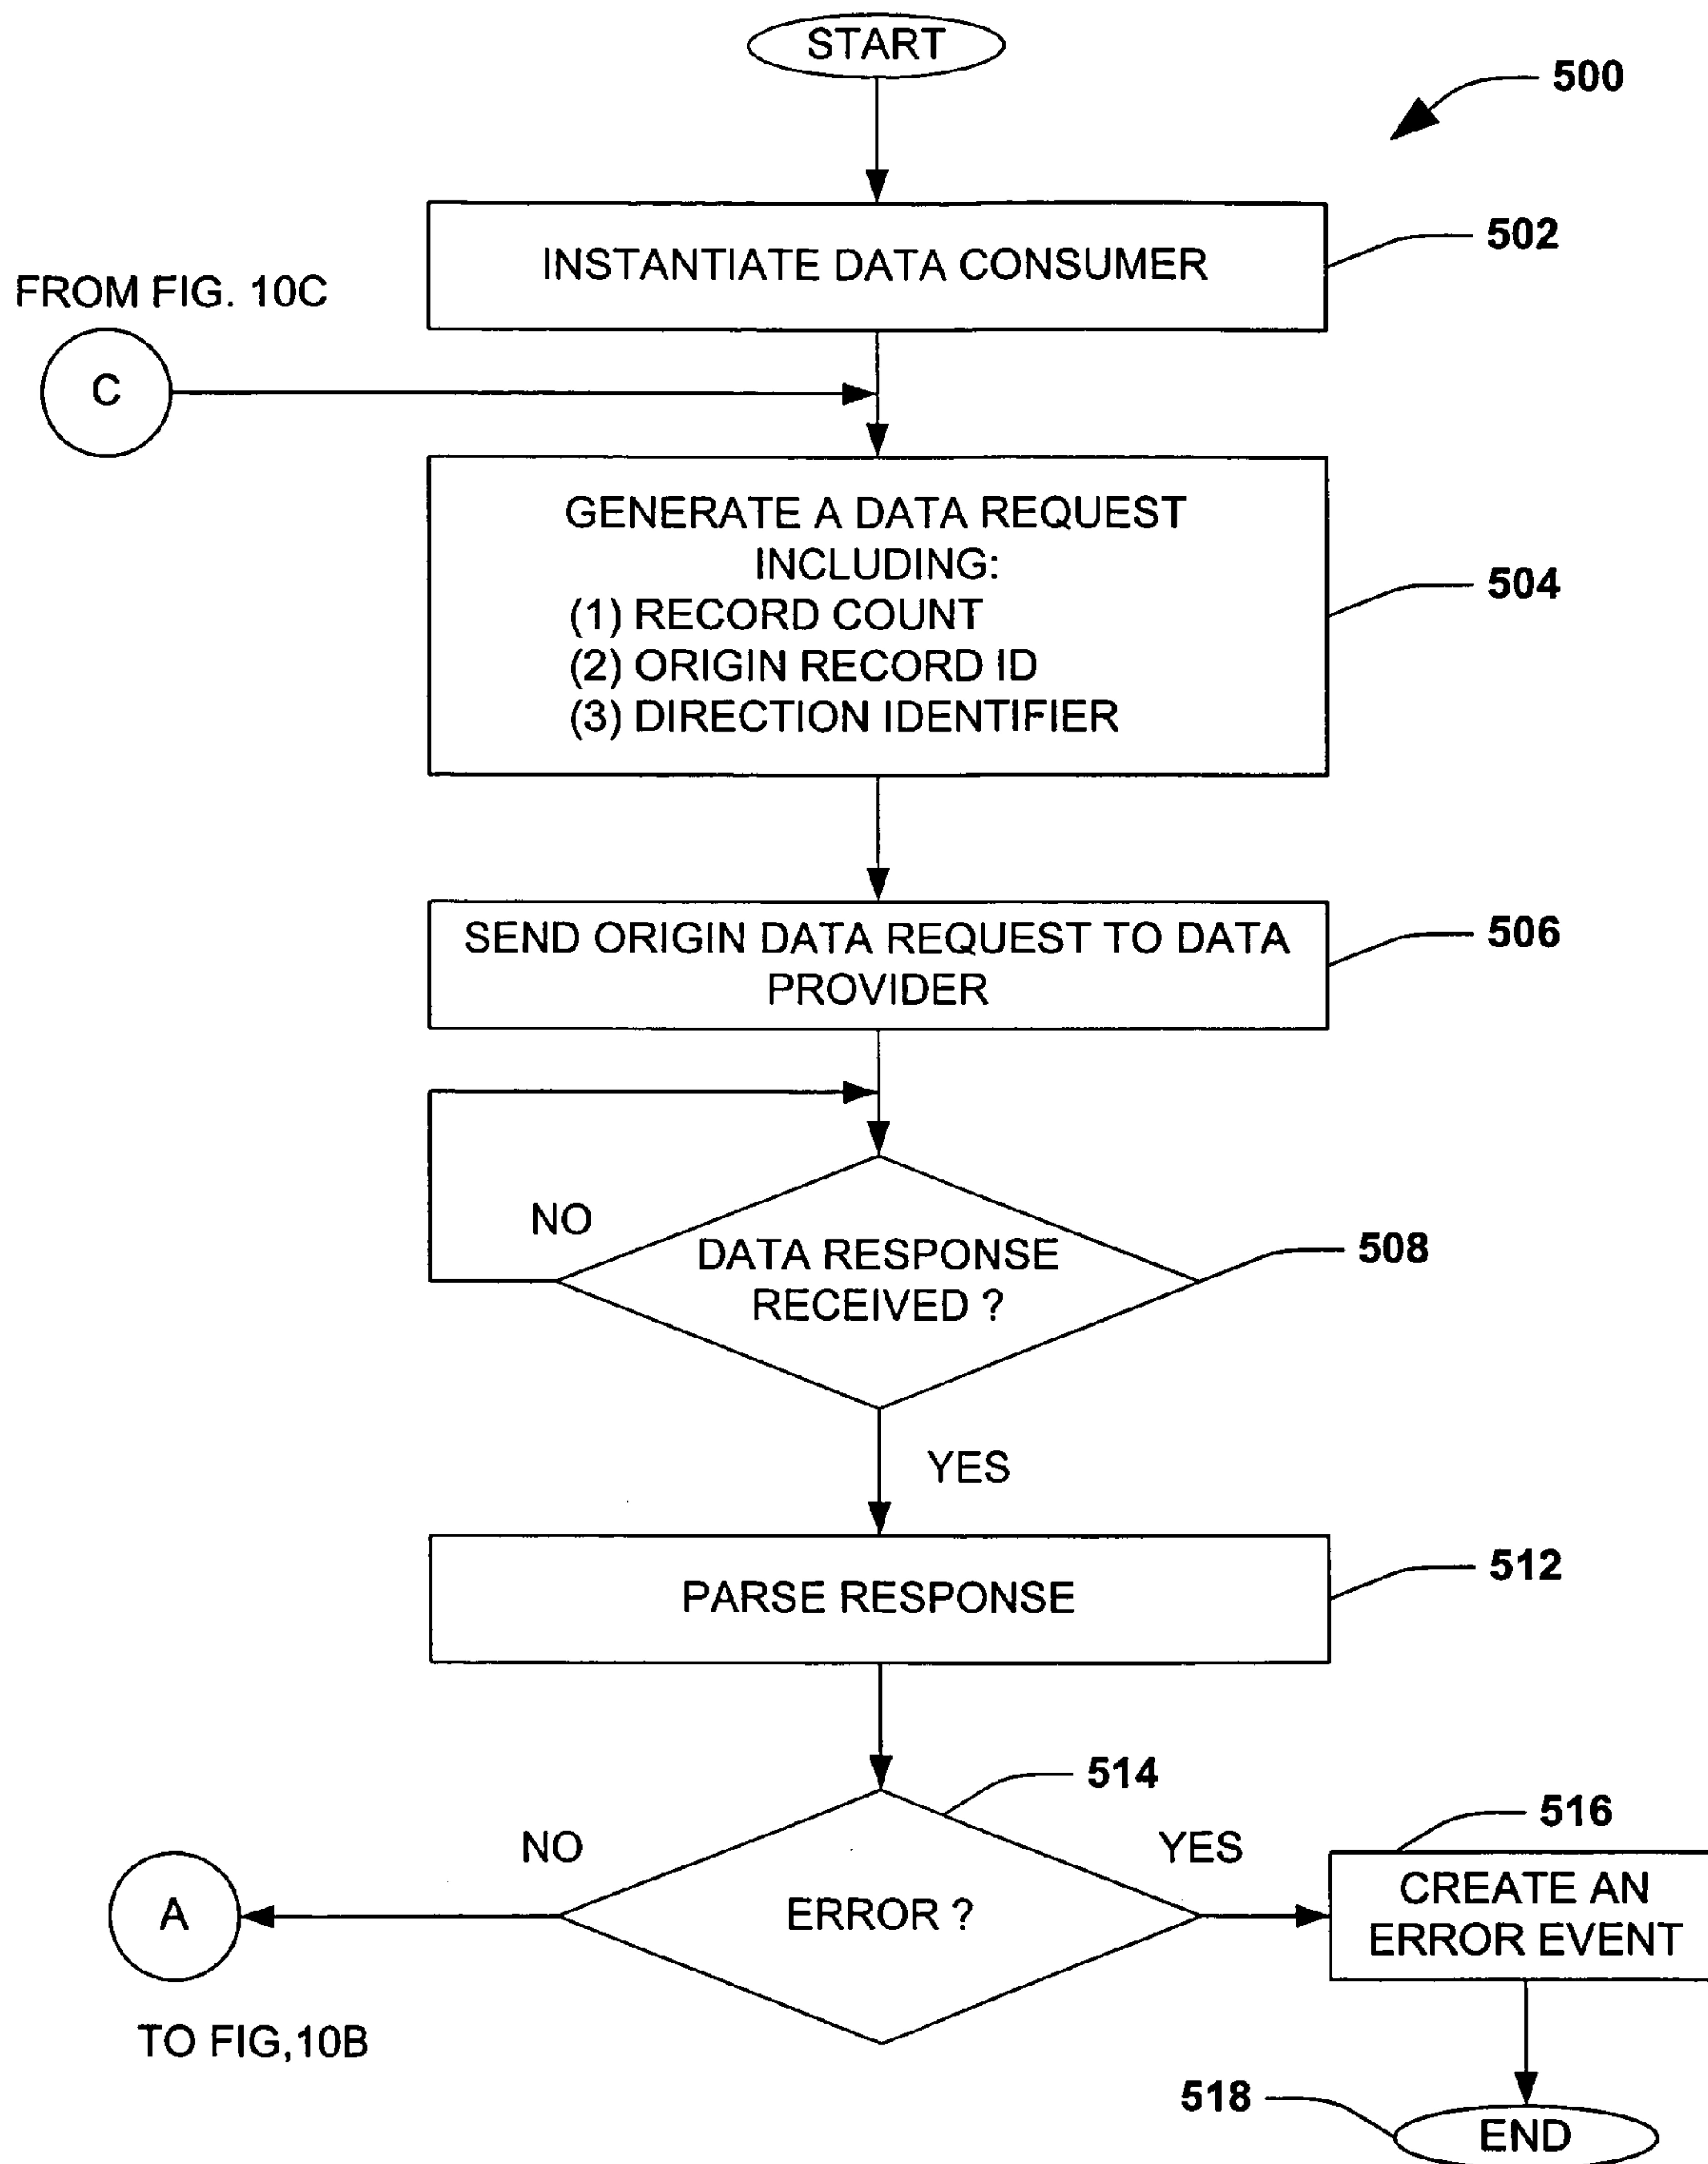 START
500
INSTANTIATE DATA CONSUMER
502
FROM FIG. 10C
C
GENERATE A DATA REQUEST
INCLUDING:
(1) RECORD COUNT
(2) ORIGIN RECORD ID
(3) DIRECTION IDENTIFIER
504
SEND ORIGIN DATA REQUEST TO DATA
PROVIDER
506
NO
DATA RESPONSE
RECEIVED ?
508
YES
PARSE RESPONSE
512
514
NO
YES
516
A
ERROR ?
CREATE AN
ERROR EVENT
TO FIG,10B
518
END